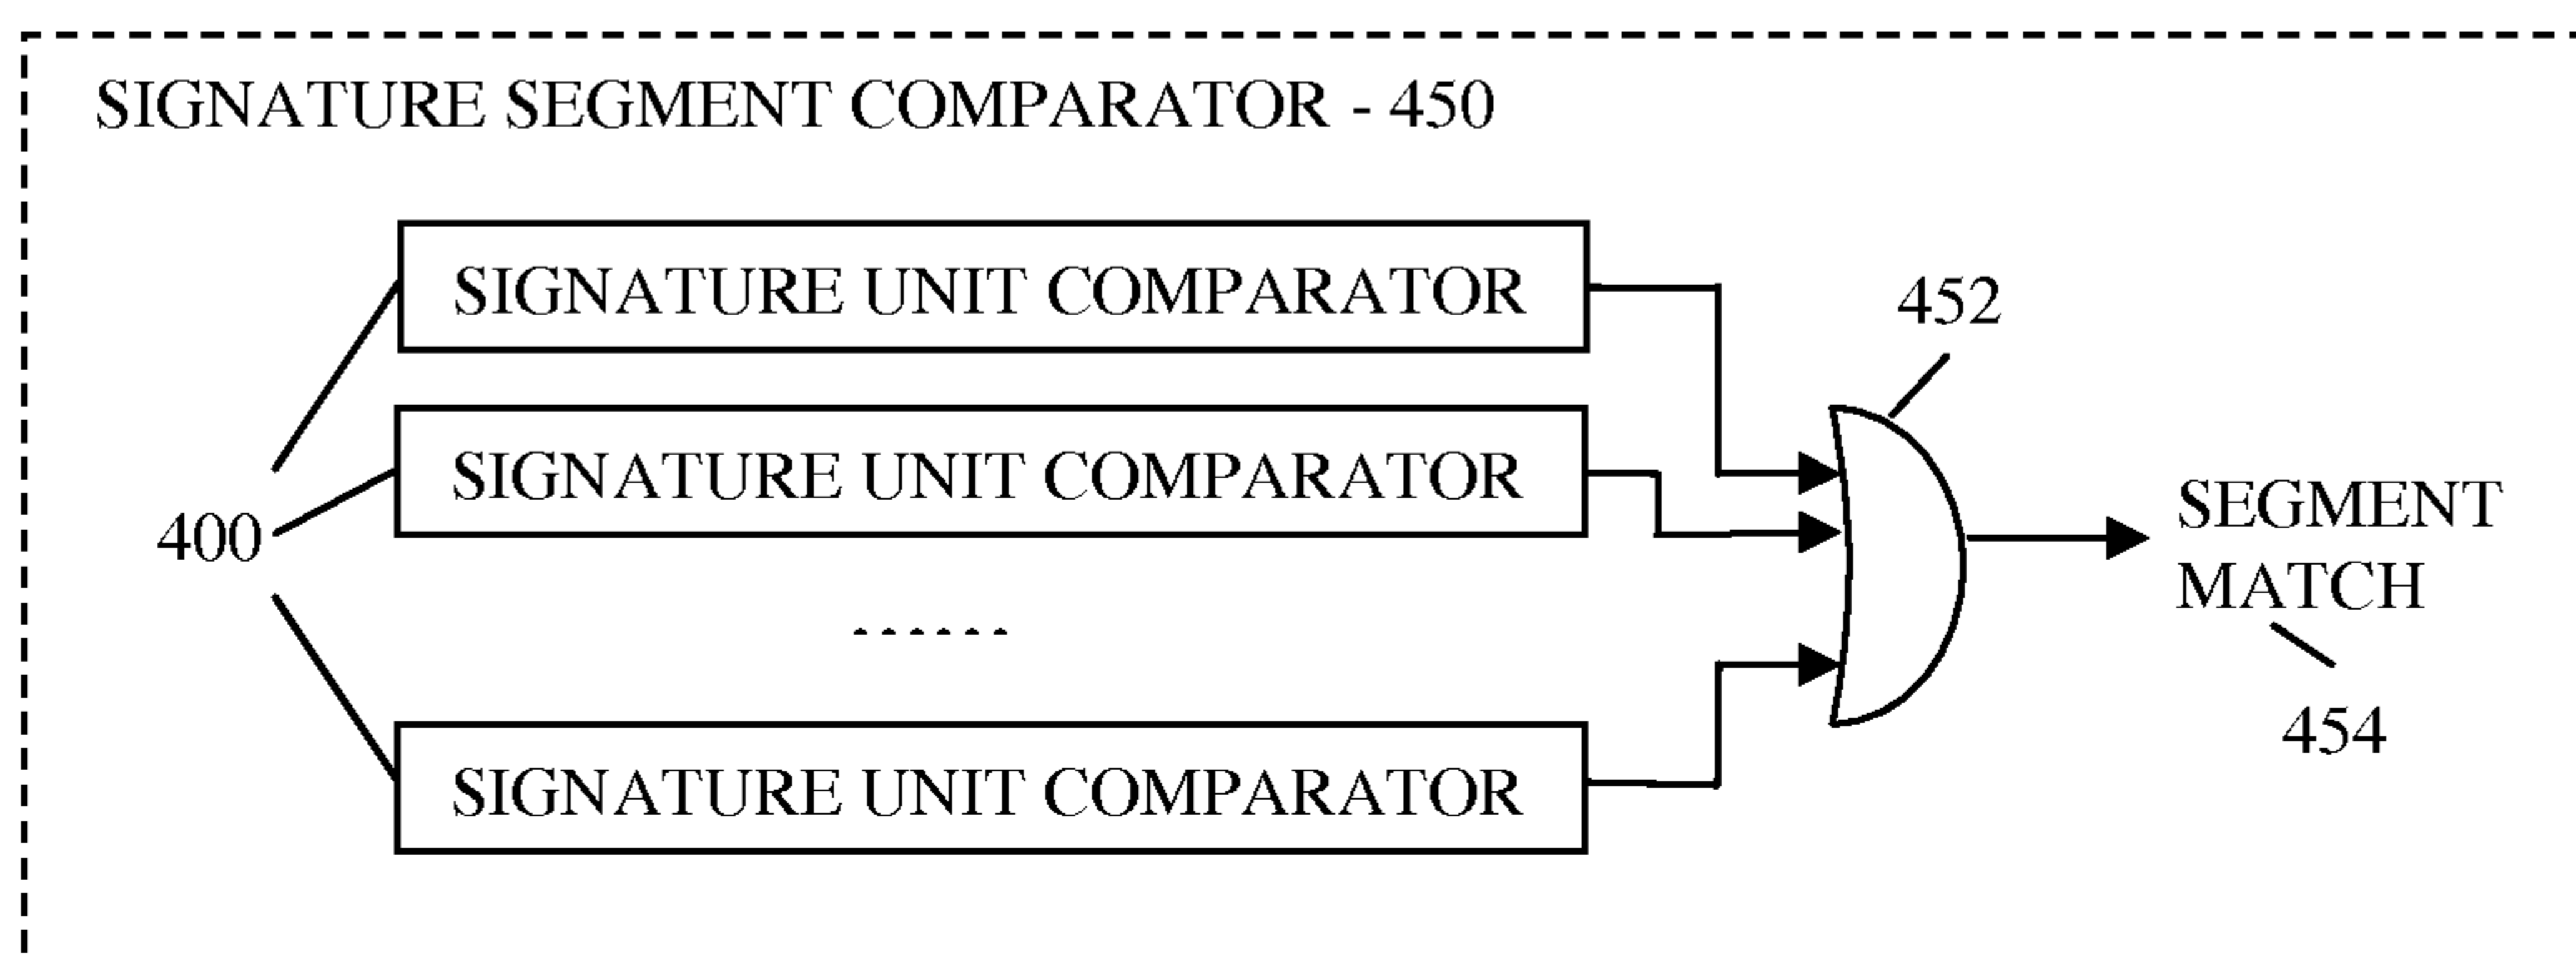 SIGNATURE SEGMENT COMPARATOR - 450
SIGNATURE UNIT COMPARATOR
452
SIGNATURE UNIT COMPARATOR
400
SEGMENT
MATCH
......
SIGNATURE UNIT COMPARATOR
454